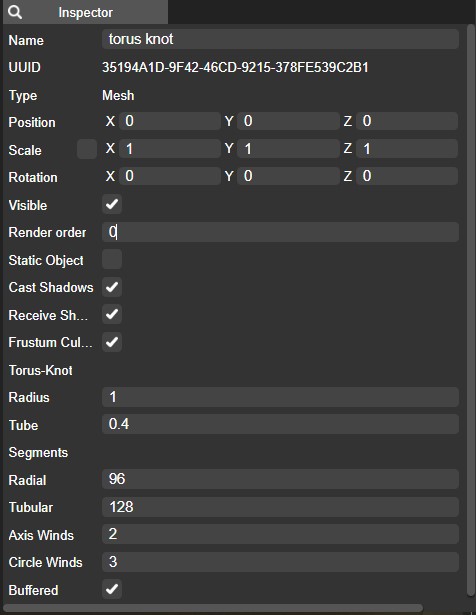 Inspector
Name torus knot
UUID 35194A1D-9F42-46CD-9215-378FE539C2B1
Type Mesh
Position X 0 Y 0 Z 0
Scale X 1 Y 1 Z 1
Rotation X 0 Y 0 Z 0
Visible
Render order 0
Static Object
Cast Shadows
Receive Sh...
Frustum Cul...
Torus-Knot
Radius 1
Tube 0.4
Segments
Radial 96
Tubular 128
Axis Winds 2
Circle Winds 3
Buffered